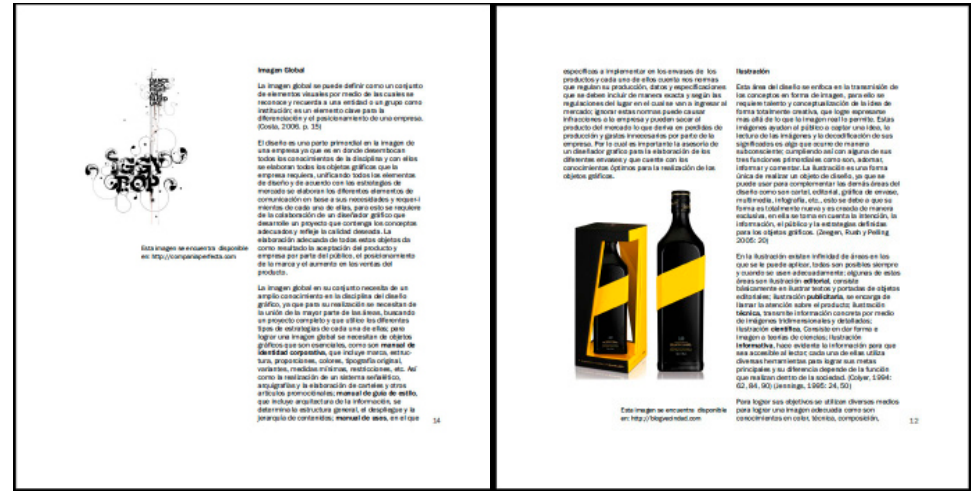 Imagen Global
La imagen global se puede definir como un conjunto
de elementos visuales por medio de las cuales se
reconoce y recuerda a una entidad o un grupo como
institución; es un elemento clave para la
diferenciación y el posicionamiento de una empresa.
(Costa, 2006, p. 15)
El diseño es una parte primordial en la imagen de
una empresa ya que es en donde desembocan
todos los conocimientos de la disciplina y con ellos
se elaboran todos los objetos gráficos que la
empresa requiera, unificando todos los elementos
de diseño y de acuerdo con las estrategias de
mercado se elaboran los diferentes elementos de
comunicación en base a sus necesidades y requeri-
mientos de cada una de ellas, para esto se requiere
de la colaboración de un diseñador gráfico que
desarrolle un proyecto que contenga los conceptos
adecuados y refleje la calidad deseada. La
elaboración adecuada de todos estos objetos da
como resultado la aceptación del producto y
empresa por parte del público, el posicionamiento
de la marca y el aumento en las ventas del
producto.
La imagen global en su conjunto necesita de un
amplio conocimiento en la disciplina del diseño
gráfico, ya que para su realización se necesitan de
la unión de la mayor parte de las áreas, buscando
un proyecto completo y que utilice los diferentes
tipos de estrategias de cada una de ellas; para
lograr una imagen global se necesitan de objetos
gráficos que son esenciales, como son manual de
identidad corporativa, que incluye marca, estruc-
tura, proporciones, colores, tipografía original,
variantes, medidas mínimas, restricciones, etc. Así
como la realización de un sistema señalético,
arquigrafías y la elaboración de carteles y otros
artículos promocionales; manual de guía de estilo,
que incluye arquitectura de la información, se
determina la estructura general, el despliegue y la
jerarquía de contenidos; manual de usos, en el que
IGGY
POP
Esta imagen se encuentra disponible
en: http://companiaperfecta.com
14
específicas a implementar en los envases de los
productos y cada uno de ellos cuenta nos normas
que regulan su producción, datos y especificaciones
que se deben incluir de manera exacta y según las
regulaciones del lugar en el cual se van a ingresar al
mercado; ignorar estas normas puede causar
infracciones a la empresa y pueden sacar el
producto del mercado lo que deriva en perdidas de
producción y gastos innecesarios por parte de la
empresa. Por lo cual es importante la asesoría de
un diseñador grafico para la elaboración de los
diferentes envases y que cuenta con los
conocimientos óptimos para la realización de los
objetos gráficos.
Esta imagen se encuentra disponible
en: http://blogvecindad.com
Ilustración
Esta área del diseño se enfoca en la transmisión de
los conceptos en forma de imagen, para ello se
requiere talento y conceptualización de la idea de
forma totalmente creativa, que logre expresarse
mas allá de lo que la imagen real lo permite. Estas
imágenes ayudan al público a captar una idea, la
lectura de las imágenes y la decodificación de sus
significados es algo que ocurre de manera
subconsciente; cumpliendo así con alguna de sus
tres funciones primordiales como son, adornar,
informar y comentar. La ilustración es una forma
única de realizar un objeto de diseño, ya que se
puede usar para complementar las demás áreas del
diseño como son cartel, editorial, gráfica de envase,
multimedia, infografía, etc., esto se debe a que su
forma es totalmente nueva y es creada de manera
exclusiva, en ella se toma en cuenta la intención, la
información, el público y la estrategias definidas
para los objetos gráficos. (Zeegen, Rush y Pelling
2005: 20)
En la ilustración existen infinidad de áreas en los
que se le puede aplicar, todos son posibles siempre
y cuando se usen adecuadamente; algunas de estas
áreas son ilustración editorial, consiste
básicamente en ilustrar textos y portadas de objetos
editoriales; ilustración publicitaria, se encarga de
llamar la atención sobre el producto; ilustración
técnica, transmite información concreta por medio
de imágenes tridimensionales y detallados;
ilustración científica, Consiste en dar forma e
imagen a teorías de ciencias; ilustración
informativa, hace evidente la información para que
sea accesible al lector; cada una de ellas utiliza
diversas herramientas para lograr sus metas
principales y su diferencia depende de la función
que realizan dentro de la sociedad. (Colyer, 1994:
62, 84, 90) (Jennings, 1995: 24, 50)
Para lograr sus objetivos se utilizan diversos medios
para lograr una imagen adecuada como son
conocimientos en color, técnica, composición,
12